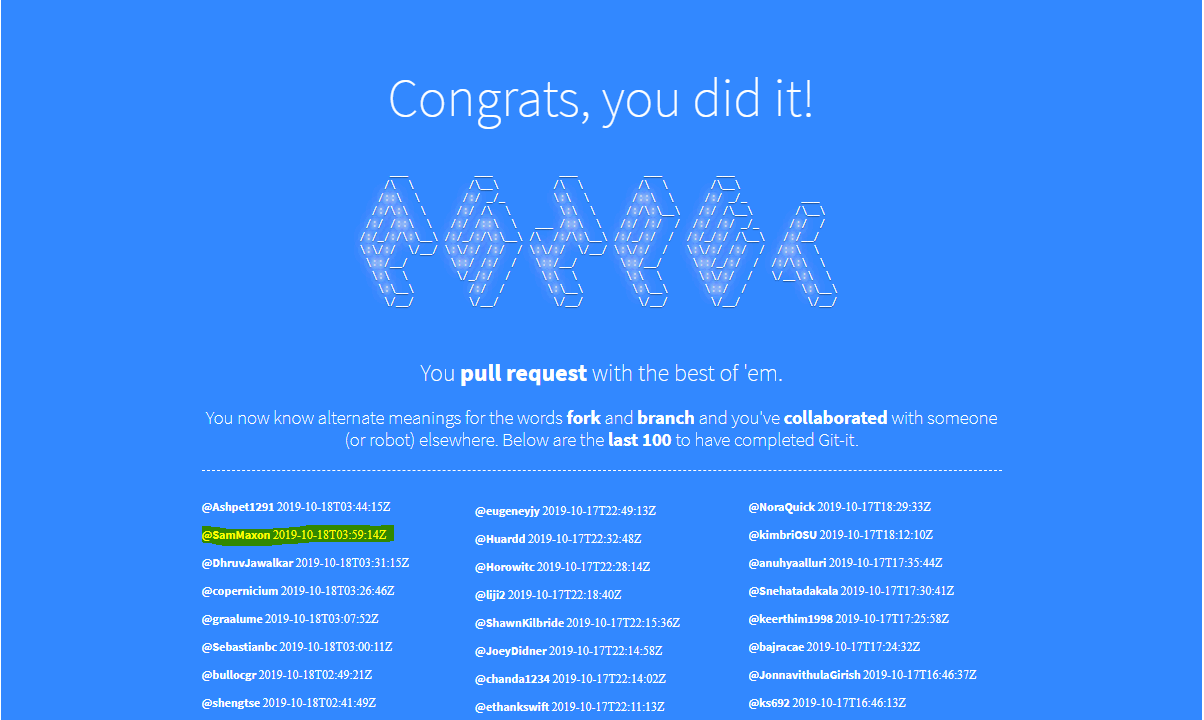 Congrats, you did it!
You pull request with the best of 'em.
You now know alternate meanings for the words fork and branch and you've collaborated with someone
(or robot) elsewhere. Below are the last 100 to have completed Git-it.
@Ashpet1291 2019-10-18T03:44:15Z
@SamMaxon 2019-10-18T03:59:14Z
@DhruvJawalkar 2019-10-18T03:31:15Z
@copernicium 2019-10-18T03:26:46Z
@graalume 2019-10-18T03:07:52Z
@Sebastianbc 2019-10-18T03:00:11Z
@bullocgr 2019-10-18T02:49:21Z
@shengtse 2019-10-18T02:41:49Z
@eugeneyjy 2019-10-17T22:49:13Z
@Huardd 2019-10-17T22:32:48Z
@Horowitc 2019-10-17T22:28:14Z
@liji2 2019-10-17T22:18:40Z
@ShawnKilbride 2019-10-17T22:15:36Z
@JoeyDidner 2019-10-17T22:14:58Z
@chanda1234 2019-10-17T22:14:02Z
@ethankswift 2019-10-17T22:11:13Z
@NoraQuick 2019-10-17T18:29:33Z
@kimbriOSU 2019-10-17T18:12:10Z
@anuhyaalluri 2019-10-17T17:35:44Z
@Snehatadakala 2019-10-17T17:30:41Z
@keerthim1998 2019-10-17T17:25:58Z
@bajracae 2019-10-17T17:24:32Z
@JonnavithulaGirish 2019-10-17T16:46:37Z
@ks692 2019-10-17T16:46:13Z